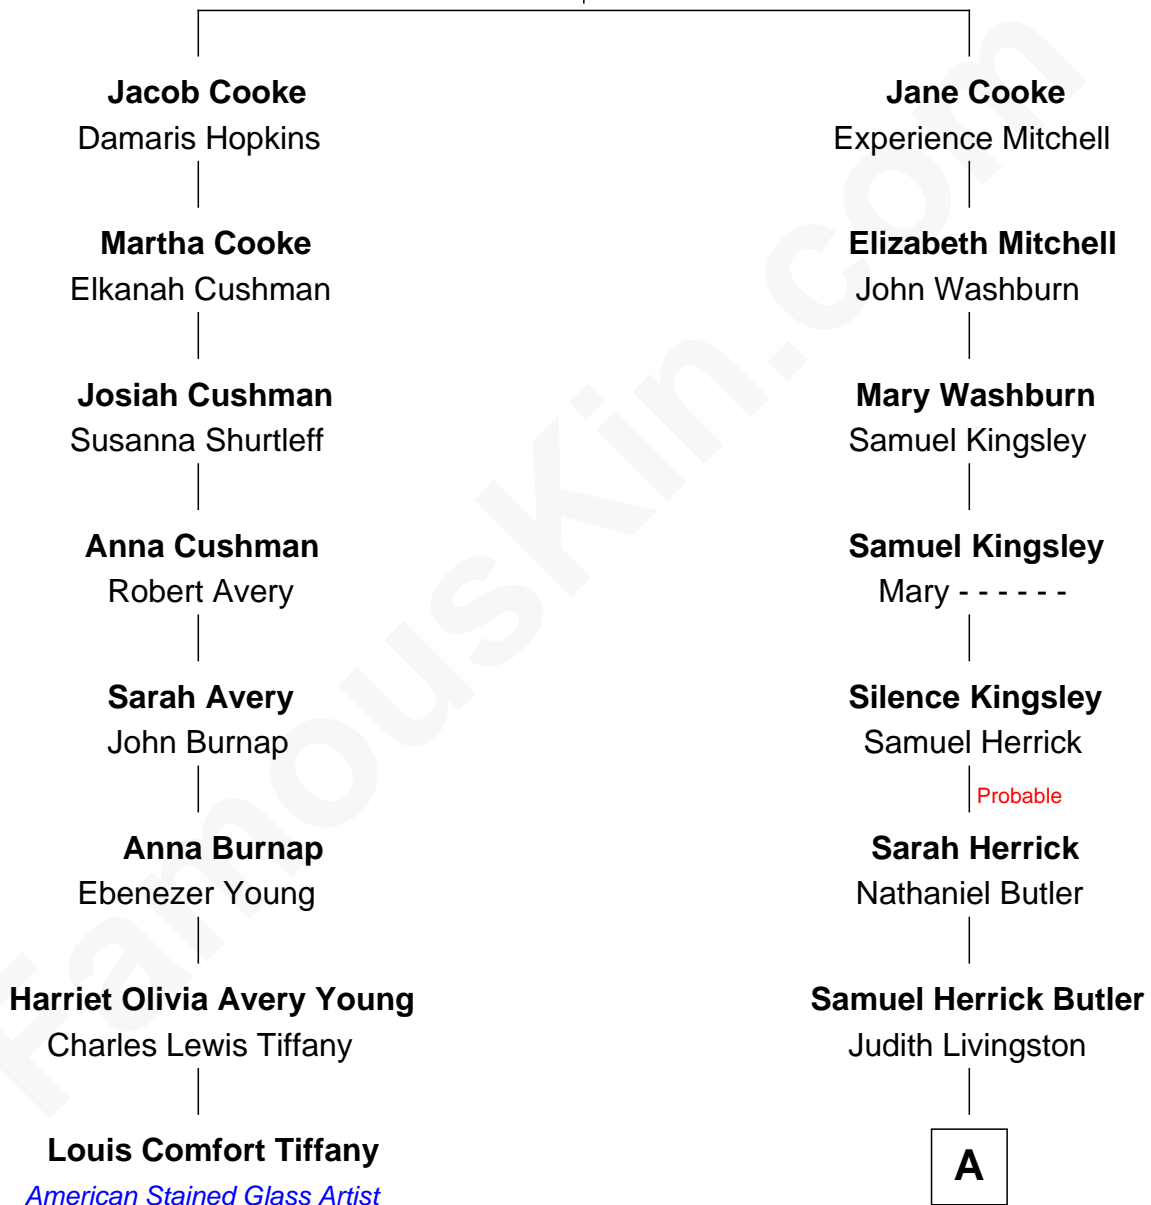 Jacob Cooke
Damaris Hopkins
Martha Cooke
Elkanah Cushman
Josiah Cushman
Susanna Shurtleff
Anna Cushman
Robert Avery
Sarah Avery
John Burnap
Anna Burnap
Ebenezer Young
Harriet Olivia Avery Young
Charles Lewis Tiffany
Louis Comfort Tiffany
American Stained Glass Artist
Jane Cooke
Experience Mitchell
Elizabeth Mitchell
John Washburn
Mary Washburn
Samuel Kingsley
Samuel Kingsley
Mary - - - - - -
Silence Kingsley
Samuel Herrick
Probable
Sarah Herrick
Nathaniel Butler
Samuel Herrick Butler
Judith Livingston
A
FamousKin.com